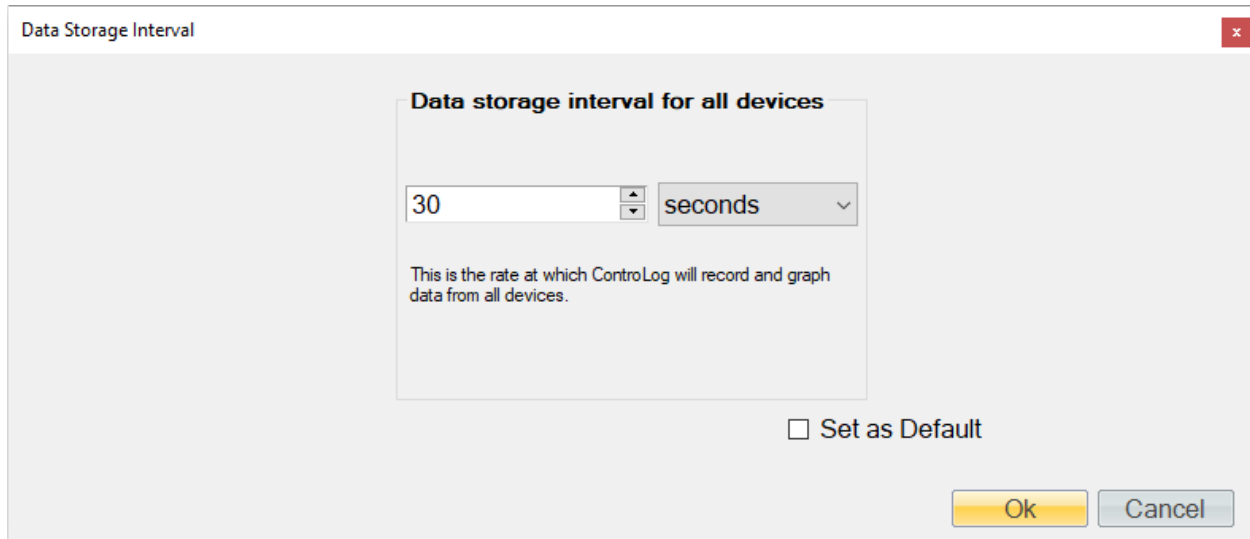 Data Storage Interval
x
Data storage interval for all devices
30
seconds
This is the rate at which ControLog will record and graph
data from all devices.
Set as Default
Ok
Cancel